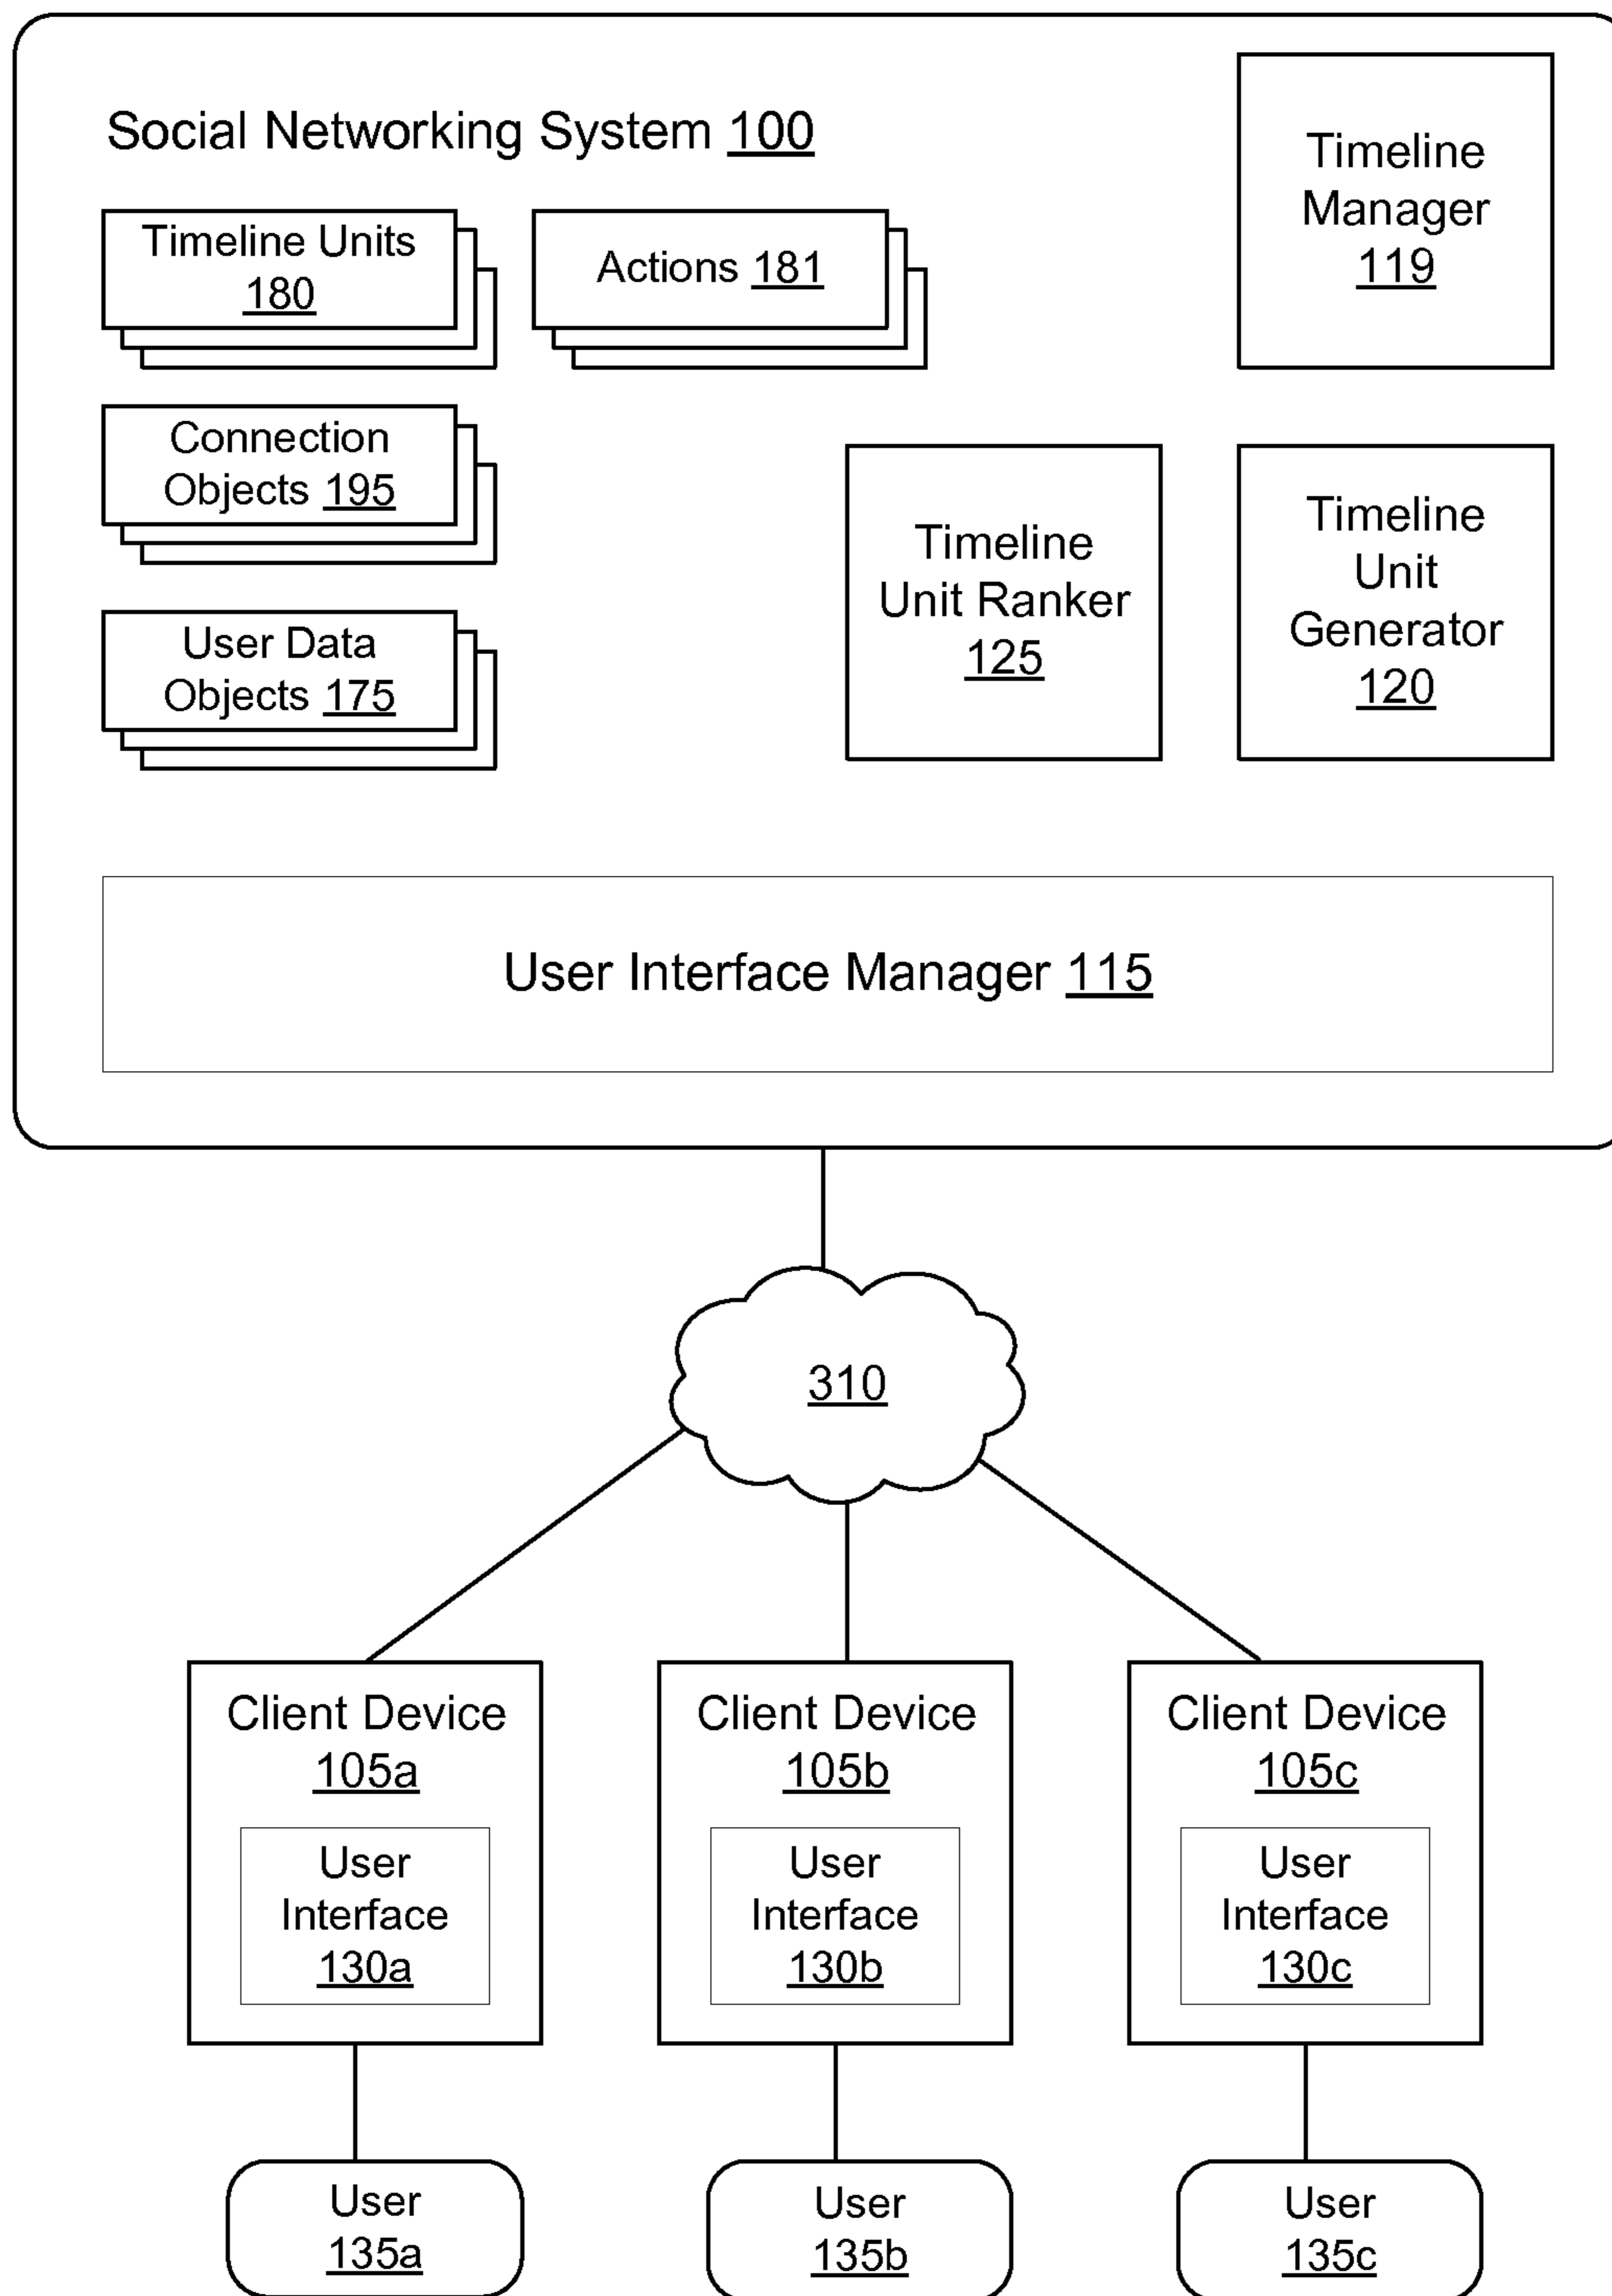 Social Networking System 100
Timeline
Manager
119
Timeline Units
180
Actions 181
Connection
Objects 195
User Data
Objects 175
Timeline
Unit Ranker
125
Timeline
Unit
Generator
120
User Interface Manager 115
310
Client Device
105a
User
Interface
130a
Client Device
105b
User
Interface
130b
Client Device
105c
User
Interface
130c
User
135a
User
135b
User
135c